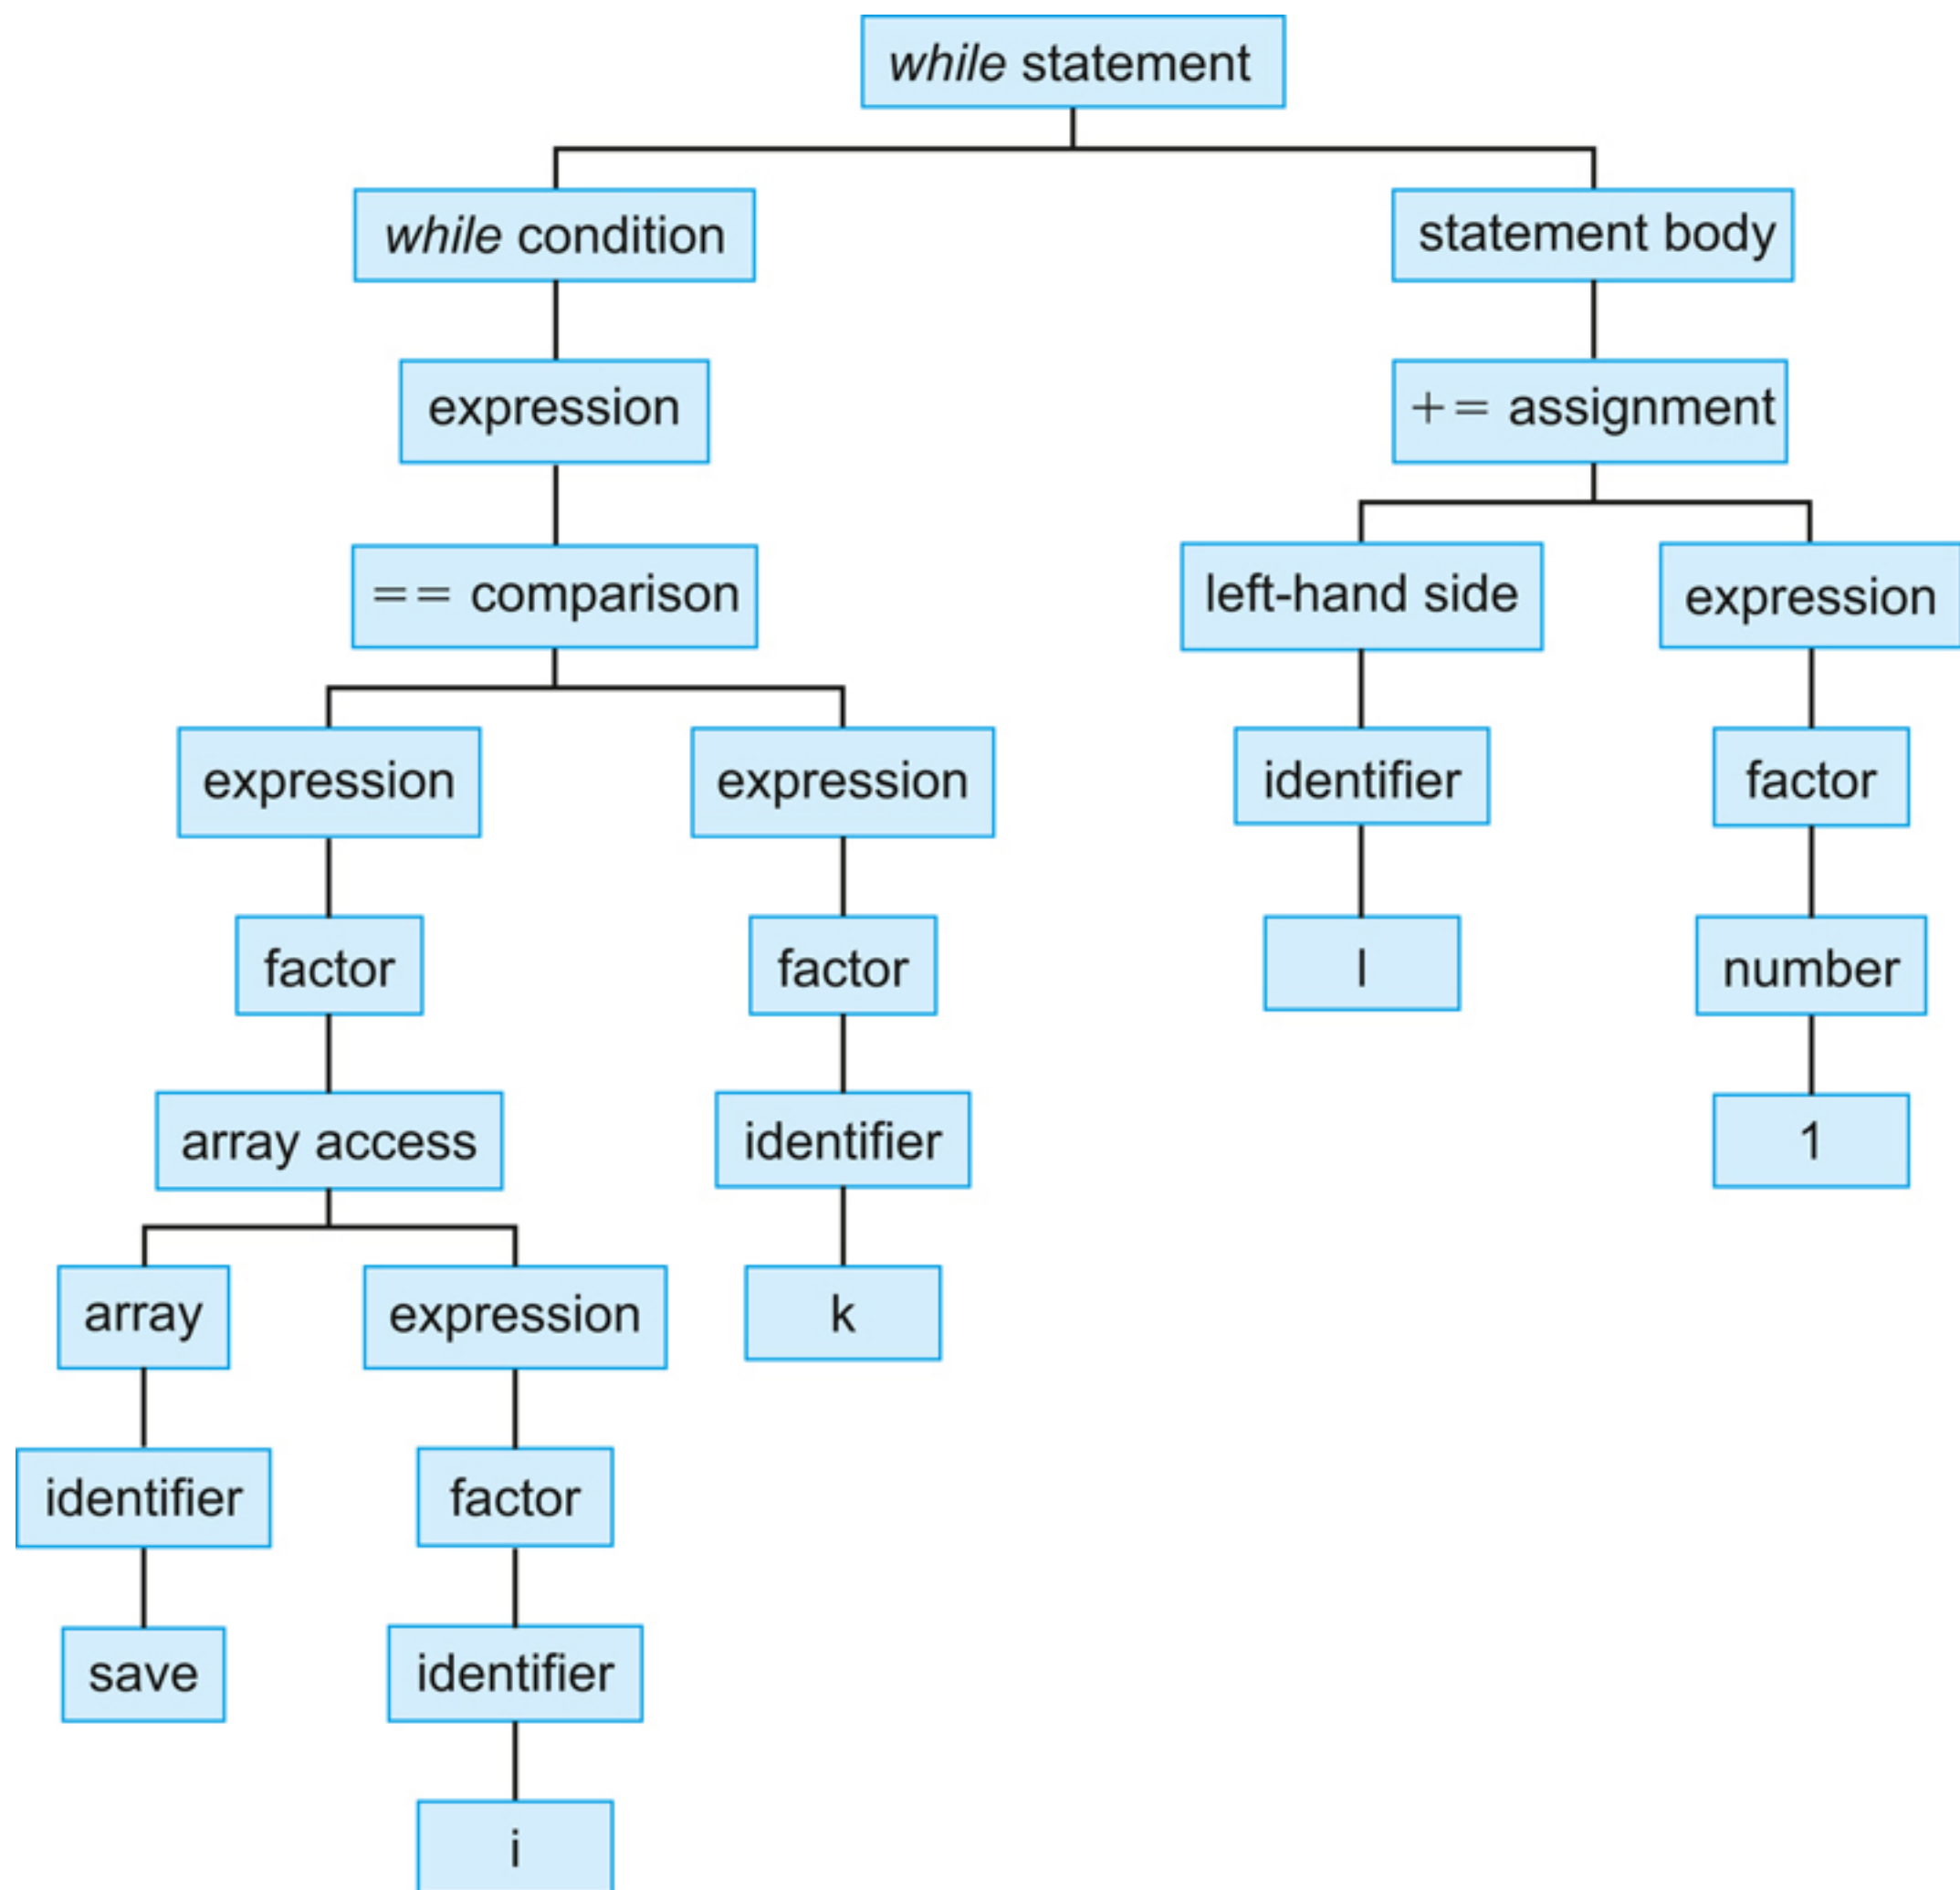 while statement
while condition
statement body
expression
+= assignment
== comparison
left-hand side
expression
expression
expression
identifier
factor
factor
factor
I
number
array access
identifier
1
array
expression
k
identifier
factor
save
identifier
i